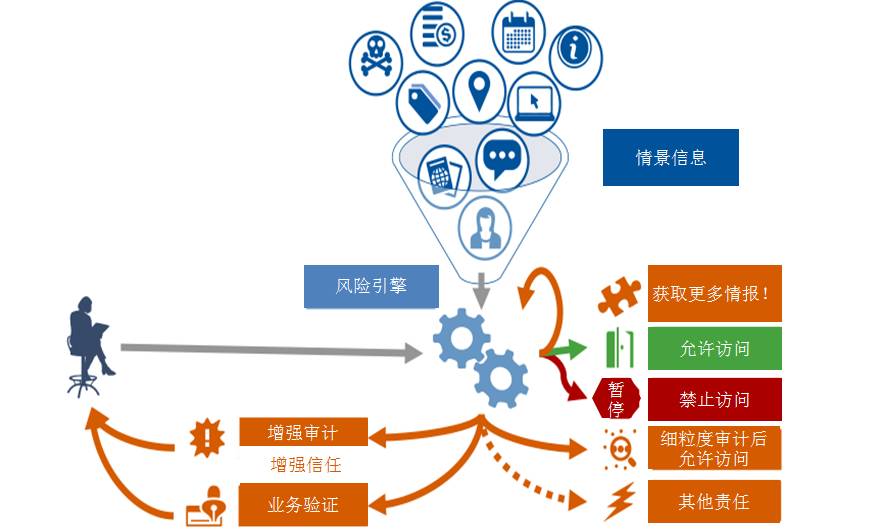 情景信息
风险引擎
获取更多情报！
允许访问
暂
停
禁止访问
增强审计
增强信任
业务验证
细粒度审计后
允许访问
其他责任